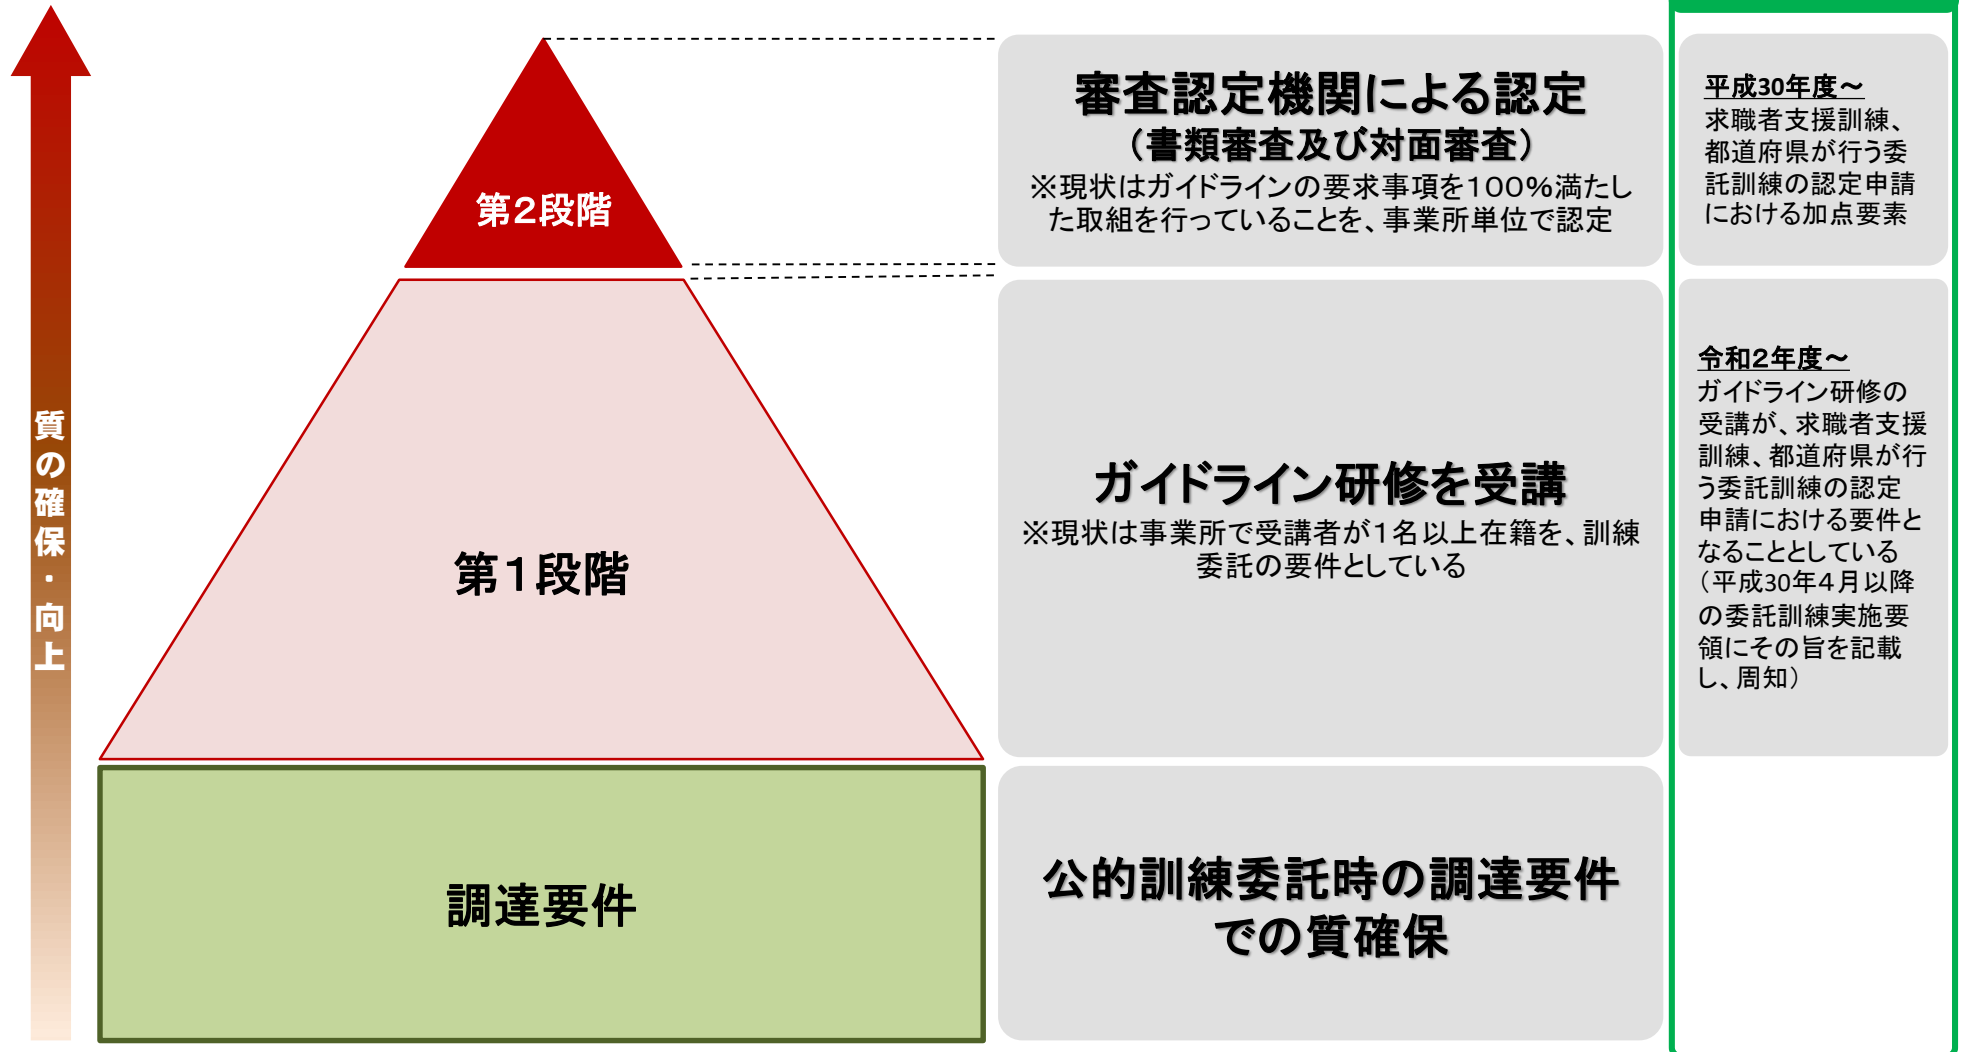 質の確保・向上
第２段階
審査認定機関による認定
（書類審査及び対面審査）
※現状はガイドラインの要求事項を１００％満たし
た取組を行っていることを、事業所単位で認定
平成30年度～
求職者支援訓練、
都道府県が行う委
託訓練の認定申請
における加点要素
第１段階
ガイドライン研修を受講
※現状は事業所で受講者が１名以上在籍を、訓練
委託の要件としている
令和２年度～
ガイドライン研修の
受講が、求職者支援
訓練、都道府県が行
う委託訓練の認定
申請における要件と
なることとしている
（平成30年４月以降
の委託訓練実施要
領にその旨を記載
し、周知）
調達要件
公的訓練委託時の調達要件
での質確保